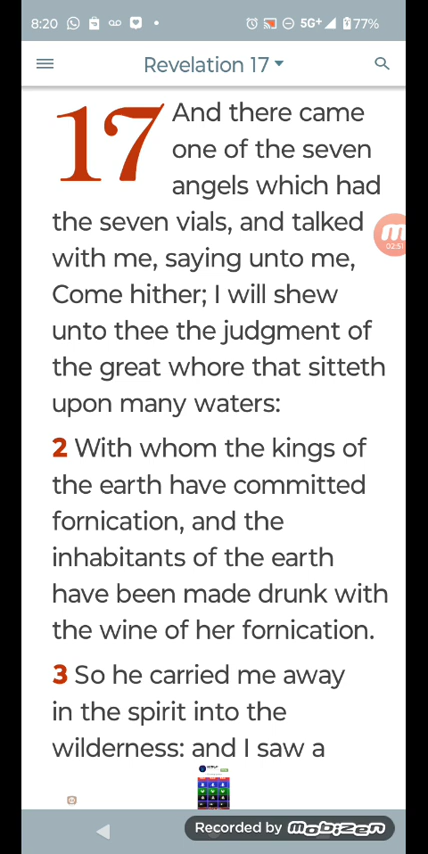 8:20 5G+ 77%
Revelation 17
17 And there came
one of the seven
angels which had
the seven vials, and talked
with me, saying unto me,
02:51
Come hither; I will shew
unto thee the judgment of
the great whore that sitteth
upon many waters:
2 With whom the kings of
the earth have committed
fornication, and the
inhabitants of the earth
have been made drunk with
the wine of her fornication.
3 So he carried me away
in the spirit into the
wilderness: and I saw a
Recorded by mobizen